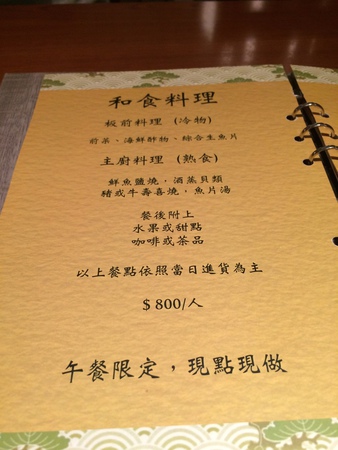 和食料理
板前料理 (冷物)
前菜、海鮮酢物、綜合生魚片
主廚料理 (熱食)
鮮魚鹽燒，酒蒸貝類
豬或牛壽喜燒，魚片湯
餐後附上
水果或甜點
咖啡或茶品
以上餐點依照當日進貨為主
$800/人
午餐限定，現點現做